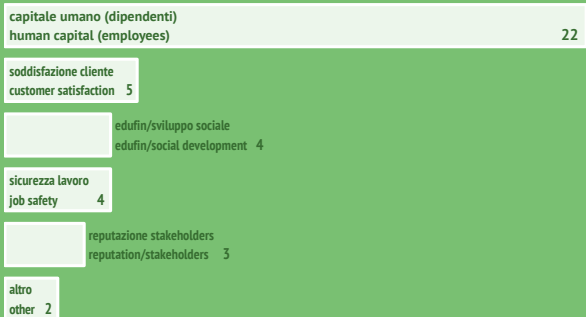 capitale umano (dipendenti)
human capital (employees) 22
soddisfazione cliente
customer satisfaction 5
edufin/sviluppo sociale
edufin/social development 4
sicurezza lavoro
job safety 4
reputazione stakeholders
reputation/stakeholders 3
altro
other 2